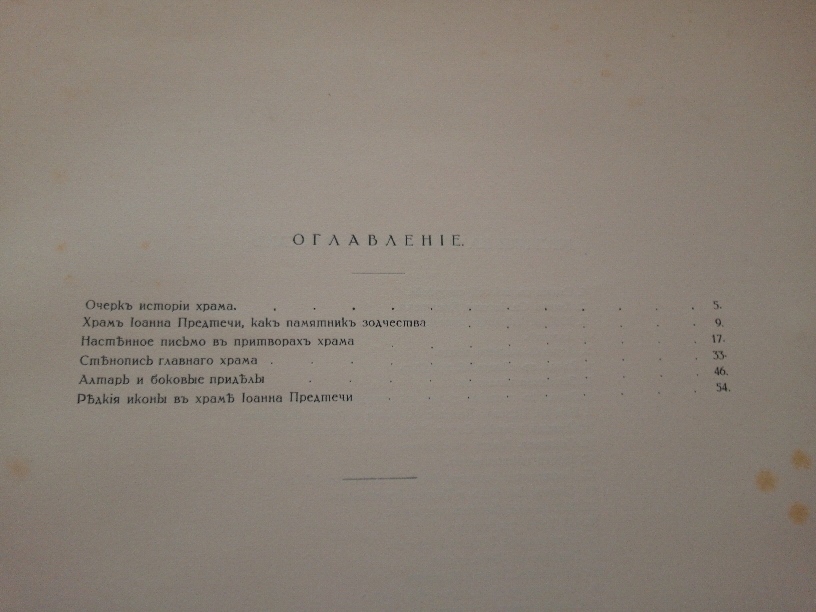 ОГЛАВЛЕНІЕ.
Очеркъ исторіи храма. . . . . . . . . . . . . 5.
Храмъ Іоанна Предтечи, какъ памятникъ зодчества . . . . . . . 9.
Настѣнное письмо въ притворахъ храма . . . . . . . . . 17.
Стѣнопись главнаго храма . . . . . . . . . . . . 33.
Алтарь и боковые придѣлы . . . . . . . . . . . 46.
Рѣдкія иконы въ храмѣ Іоанна Предтечи . . . . . . . . . 54.